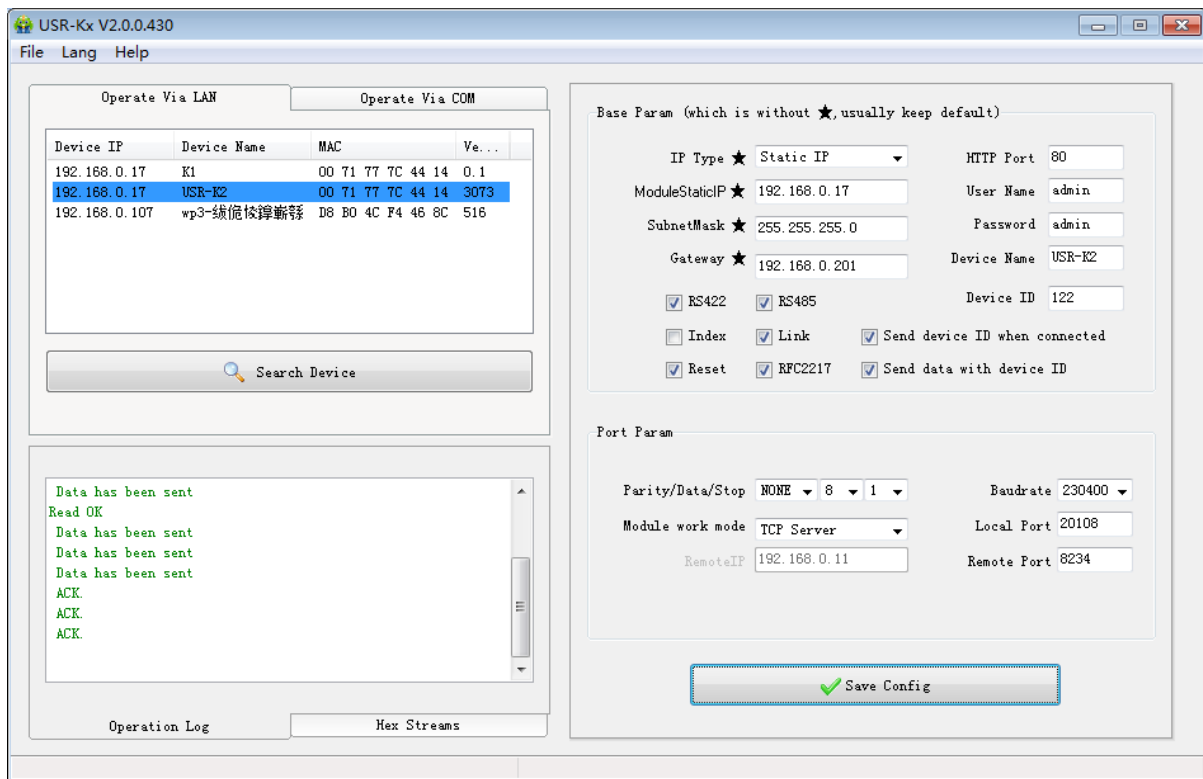 USR-Kx V2.0.0.430
File Lang Help
Operate Via LAN Operate Via COM
Device IP Device Name MAC Ve...
192.168.0.17 K1 00 71 77 7C 44 14 0.1
192.168.0.17 USR-K2 00 71 77 7C 44 14 3073
192.168.0.107 D8 B0 4C F4 46 8C 516
Search Device
Data has been sent
Read OK
Data has been sent
Data has been sent
Data has been sent
ACK.
ACK.
ACK.
Operation Log Hex Streams
Base Param (which is without ★,usually keep default)
IP Type ★ Static IP HTTP Port 80
ModuleStaticIP ★ 192.168.0.17 User Name admin
SubnetMask ★ 255.255.255.0 Password admin
Gateway ★ 192.168.0.201 Device Name USR-K2
RS422 RS485 Device ID 122
Index Link Send device ID when connected
Reset RFC2217 Send data with device ID
Port Param
Parity/Data/Stop NONE 8 1 Baudrate 230400
Module work mode TCP Server Local Port 20108
RemoteIP 192.168.0.11 Remote Port 8234
Save Config